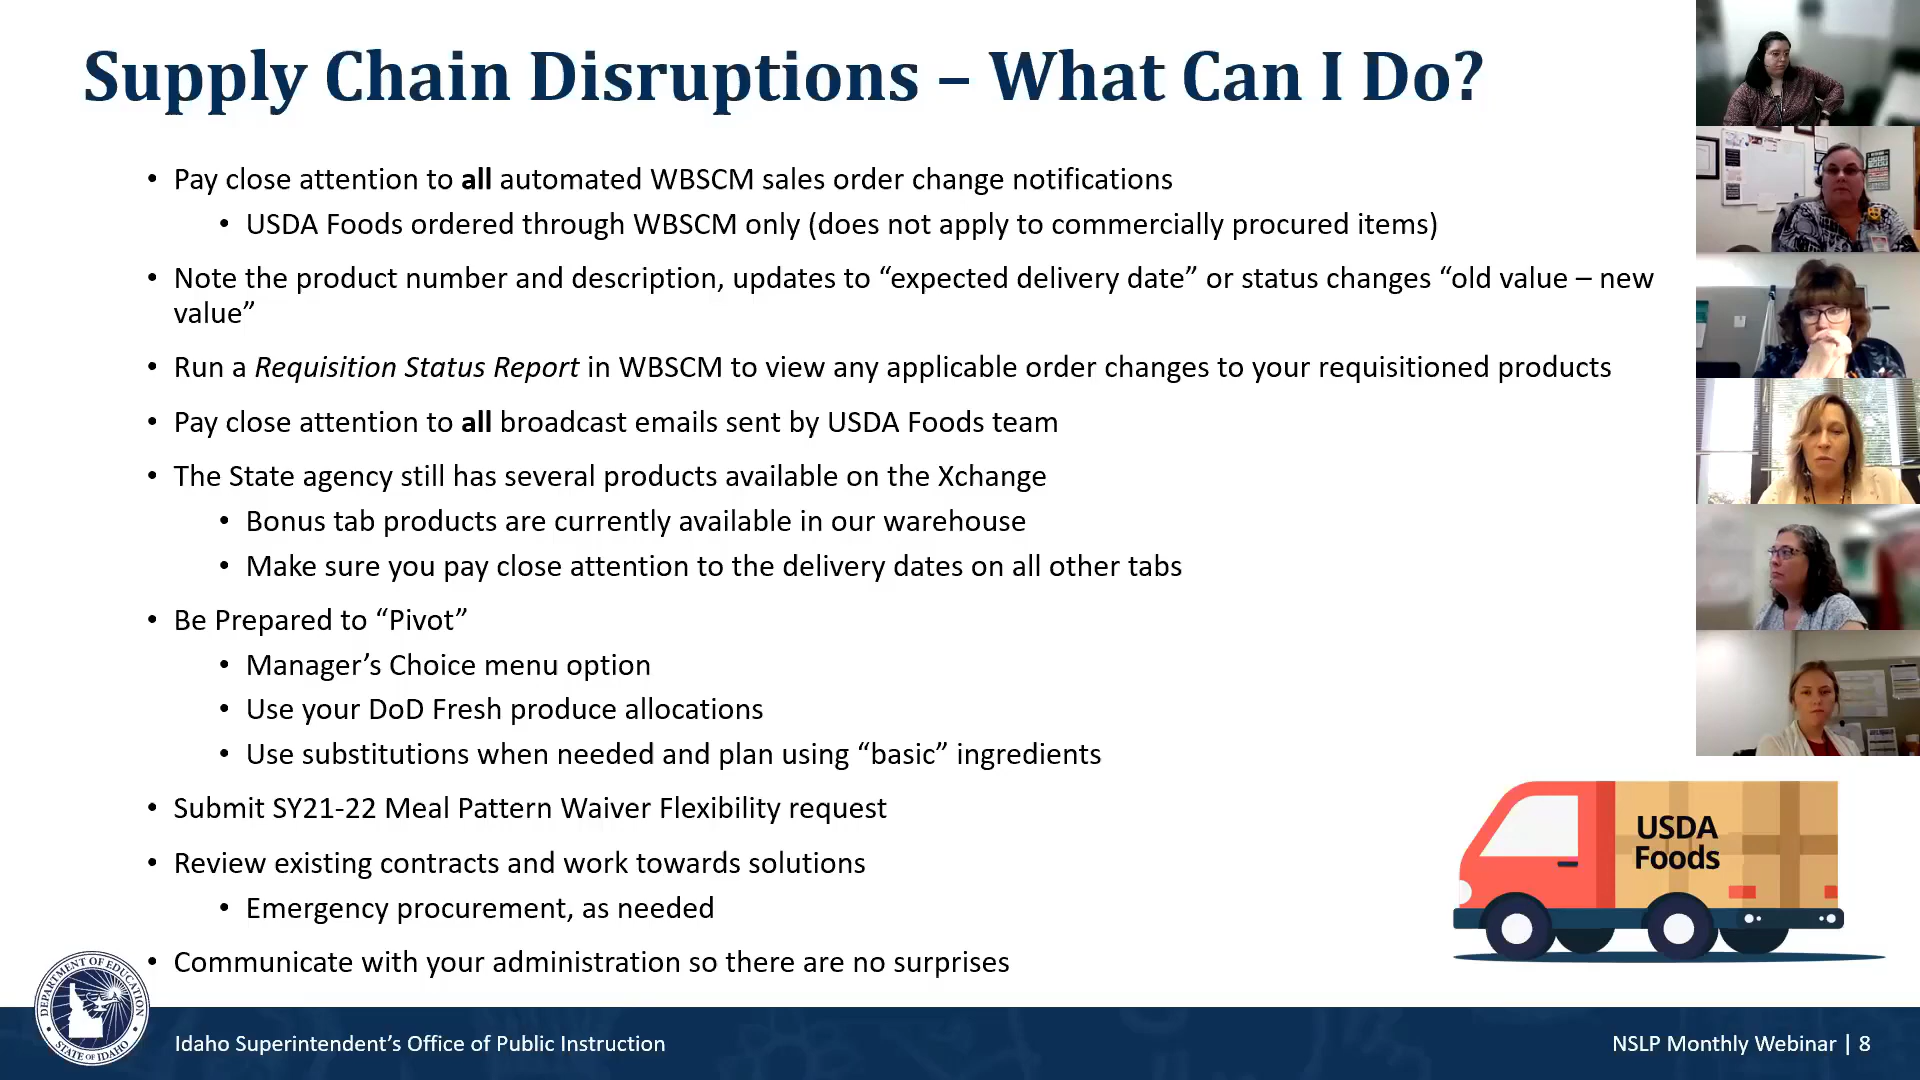 Supply Chain Disruptions – What Can I Do?
• Pay close attention to all automated WBSCM sales order change notifications
• USDA Foods ordered through WBSCM only (does not apply to commercially procured items)
• Note the product number and description, updates to “expected delivery date” or status changes “old value – new
value”
• Run a Requisition Status Report in WBSCM to view any applicable order changes to your requisitioned products
• Pay close attention to all broadcast emails sent by USDA Foods team
• The State agency still has several products available on the Xchange
• Bonus tab products are currently available in our warehouse
• Make sure you pay close attention to the delivery dates on all other tabs
• Be Prepared to “Pivot”
• Manager’s Choice menu option
• Use your DoD Fresh produce allocations
• Use substitutions when needed and plan using “basic” ingredients
• Submit SY21-22 Meal Pattern Waiver Flexibility request
• Review existing contracts and work towards solutions
• Emergency procurement, as needed
• Communicate with your administration so there are no surprises
USDA
Foods
DEPARTMENT OF EDUCATION
STATE OF IDAHO
Idaho Superintendent’s Office of Public Instruction
NSLP Monthly Webinar | 8